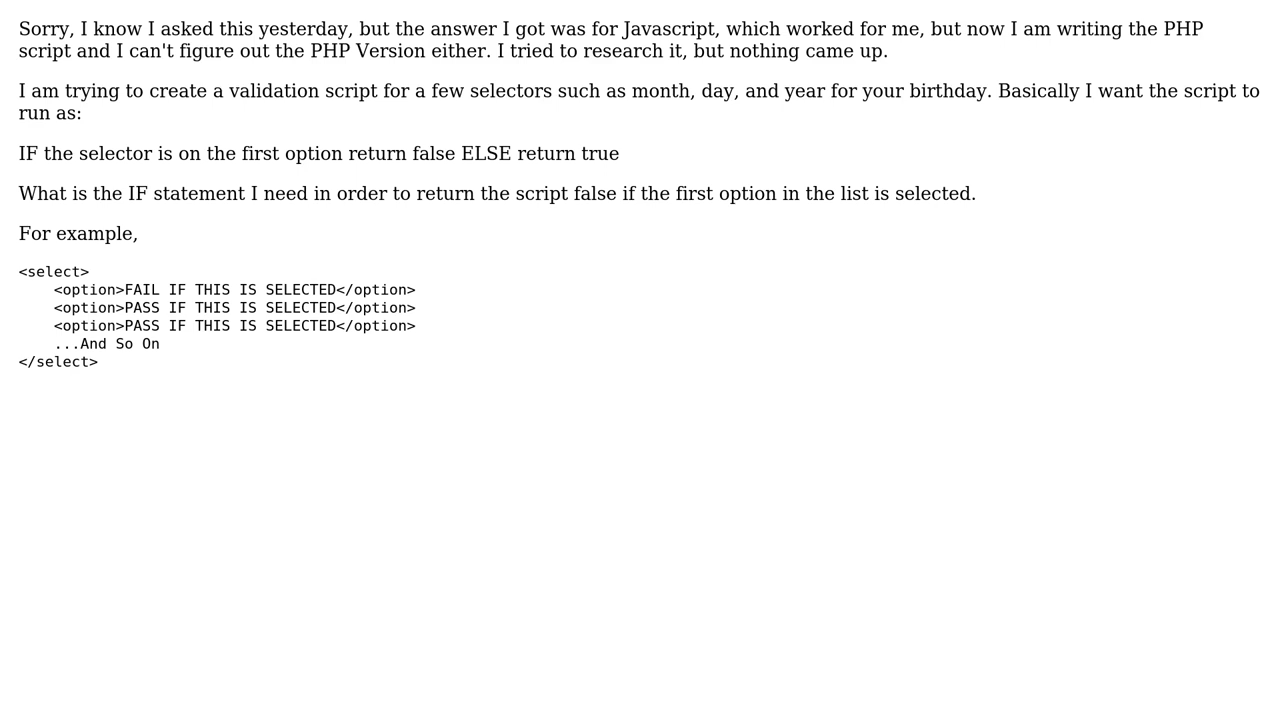 Sorry, I know I asked this yesterday, but the answer I got was for Javascript, which worked for me, but now I am writing the PHP
script and I can't figure out the PHP Version either. I tried to research it, but nothing came up.
I am trying to create a validation script for a few selectors such as month, day, and year for your birthday. Basically I want the script to
run as:
IF the selector is on the first option return false ELSE return true
What is the IF statement I need in order to return the script false if the first option in the list is selected.
For example,
<select>
    <option>FAIL IF THIS IS SELECTED</option>
    <option>PASS IF THIS IS SELECTED</option>
    <option>PASS IF THIS IS SELECTED</option>
    ...And So On
</select>